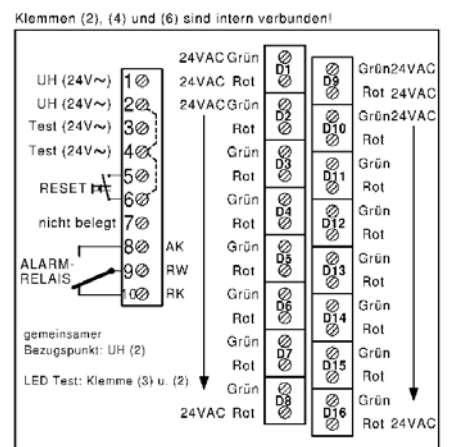 Klemmen (2), (4) und (6) sind intern verbunden!
UH (24V~) 1
UH (24V~) 2
Test (24V~) 3
Test (24V~) 4
5
RESET
6
nicht belegt 7
8 AK
ALARM-
RELAIS
9 RW
10 RK
gemeinsamer
Bezugspunkt: UH (2)
LED Test: Klemme (3) u. (2)
24VAC Grün
D1
24VAC Rot
24VAC Grün
D2
Rot
Grün
D3
Rot
Grün
D4
Rot
Grün
D5
Rot
Grün
D6
Rot
Grün
D7
Rot
Grün
D8
24VAC Rot
Grün 24VAC
D9
Rot 24VAC
Grün 24VAC
D10
Rot
Grün
D11
Rot
Grün
D12
Rot
Grün
D13
Rot
Grün
D14
Rot
Grün
D15
Rot
Grün
D16
Rot 24VAC